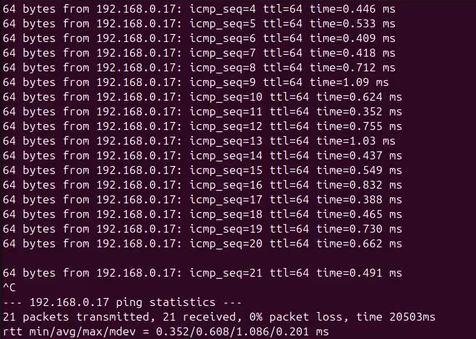 64 bytes from 192.168.0.17: icmp_seq=4 ttl=64 time=0.446 ms
64 bytes from 192.168.0.17: icmp_seq=5 ttl=64 time=0.533 ms
64 bytes from 192.168.0.17: icmp_seq=6 ttl=64 time=0.409 ms
64 bytes from 192.168.0.17: icmp_seq=7 ttl=64 time=0.418 ms
64 bytes from 192.168.0.17: icmp_seq=8 ttl=64 time=0.712 ms
64 bytes from 192.168.0.17: icmp_seq=9 ttl=64 time=1.09 ms
64 bytes from 192.168.0.17: icmp_seq=10 ttl=64 time=0.624 ms
64 bytes from 192.168.0.17: icmp_seq=11 ttl=64 time=0.352 ms
64 bytes from 192.168.0.17: icmp_seq=12 ttl=64 time=0.755 ms
64 bytes from 192.168.0.17: icmp_seq=13 ttl=64 time=1.03 ms
64 bytes from 192.168.0.17: icmp_seq=14 ttl=64 time=0.437 ms
64 bytes from 192.168.0.17: icmp_seq=15 ttl=64 time=0.549 ms
64 bytes from 192.168.0.17: icmp_seq=16 ttl=64 time=0.832 ms
64 bytes from 192.168.0.17: icmp_seq=17 ttl=64 time=0.388 ms
64 bytes from 192.168.0.17: icmp_seq=18 ttl=64 time=0.465 ms
64 bytes from 192.168.0.17: icmp_seq=19 ttl=64 time=0.730 ms
64 bytes from 192.168.0.17: icmp_seq=20 ttl=64 time=0.662 ms
64 bytes from 192.168.0.17: icmp_seq=21 ttl=64 time=0.491 ms
^C
--- 192.168.0.17 ping statistics ---
21 packets transmitted, 21 received, 0% packet loss, time 20503ms
rtt min/avg/max/mdev = 0.352/0.608/1.086/0.201 ms